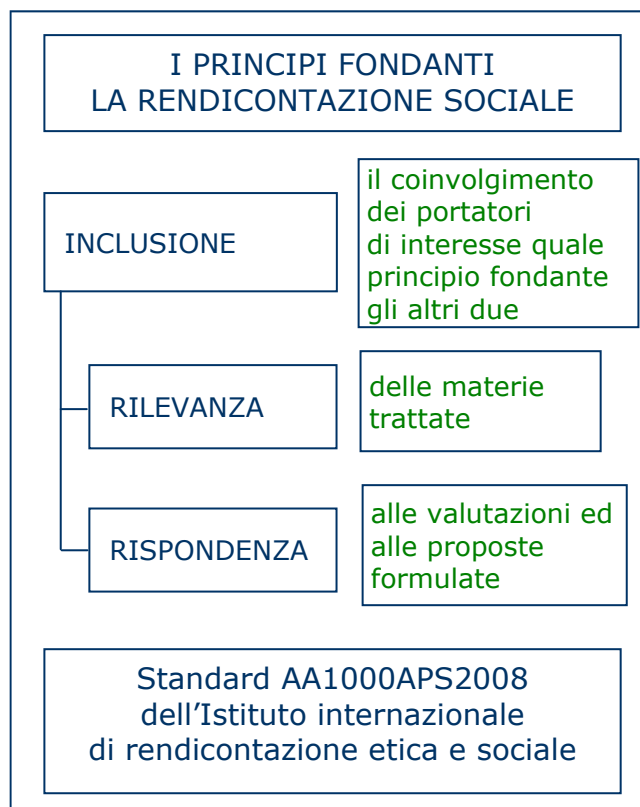 I PRINCIPI FONDANTI
LA RENDICONTAZIONE SOCIALE
INCLUSIONE
il coinvolgimento
dei portatori
di interesse quale
principio fondante
gli altri due
RILEVANZA
delle materie
trattate
RISPONDENZA
alle valutazioni ed
alle proposte
formulate
Standard AA1000APS2008
dell’Istituto internazionale
di rendicontazione etica e sociale